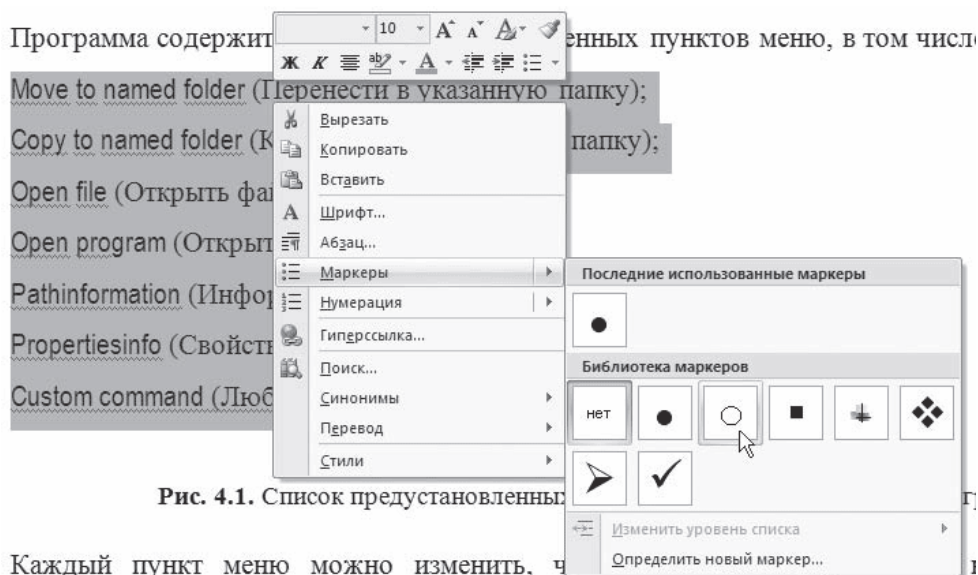 Программа содержит
10
енных пунктов меню, в том числе
Ж К
Move to named folder (Перенести в указанную папку);
Copy to named folder (К
папку);
Open file (Открыть фай
Open program (Открыт
Pathinformation (Инфор
Propertiesinfo (Свойств
Custom command (Люб
Вырезать
Копировать
Вставить
Шрифт...
Абзац...
Маркеры
Нумерация
Гиперссылка...
Поиск...
Синонимы
Перевод
Стили
Последние использованные маркеры
Библиотека маркеров
нет
Изменить уровень списка
Определить новый маркер...
Рис. 4.1. Список предустановленных
Каждый пункт меню можно изменить, ч